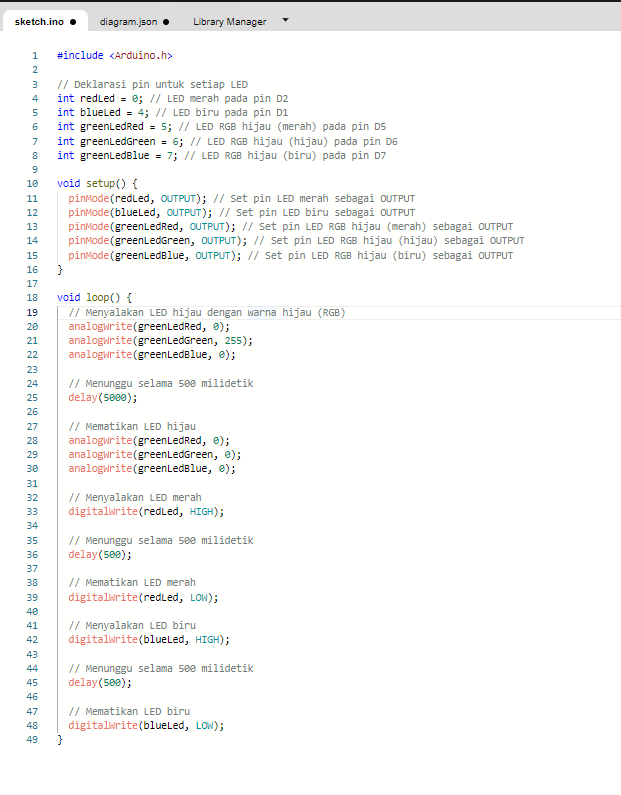 sketch.ino ● diagram.json ● Library Manager ▼
1 #include <Arduino.h>
2
3 // Deklarasi pin untuk setiap LED
4 int redLed = 0; // LED merah pada pin D2
5 int blueLed = 4; // LED biru pada pin D1
6 int greenLedRed = 5; // LED RGB hijau (merah) pada pin D5
7 int greenLedGreen = 6; // LED RGB hijau (hijau) pada pin D6
8 int greenLedBlue = 7; // LED RGB hijau (biru) pada pin D7
9
10 void setup() {
11   pinMode(redLed, OUTPUT); // Set pin LED merah sebagai OUTPUT
12   pinMode(blueLed, OUTPUT); // Set pin LED biru sebagai OUTPUT
13   pinMode(greenLedRed, OUTPUT); // Set pin LED RGB hijau (merah) sebagai OUTPUT
14   pinMode(greenLedGreen, OUTPUT); // Set pin LED RGB hijau (hijau) sebagai OUTPUT
15   pinMode(greenLedBlue, OUTPUT); // Set pin LED RGB hijau (biru) sebagai OUTPUT
16 }
17
18 void loop() {
19   // Menyalakan LED hijau dengan warna hijau (RGB)
20   analogWrite(greenLedRed, 0);
21   analogWrite(greenLedGreen, 255);
22   analogWrite(greenLedBlue, 0);
23
24   // Menunggu selama 500 milidetik
25   delay(5000);
26
27   // Mematikan LED hijau
28   analogWrite(greenLedRed, 0);
29   analogWrite(greenLedGreen, 0);
30   analogWrite(greenLedBlue, 0);
31
32   // Menyalakan LED merah
33   digitalWrite(redLed, HIGH);
34
35   // Menunggu selama 500 milidetik
36   delay(500);
37
38   // Mematikan LED merah
39   digitalWrite(redLed, LOW);
40
41   // Menyalakan LED biru
42   digitalWrite(blueLed, HIGH);
43
44   // Menunggu selama 500 milidetik
45   delay(500);
46
47   // Mematikan LED biru
48   digitalWrite(blueLed, LOW);
49 }